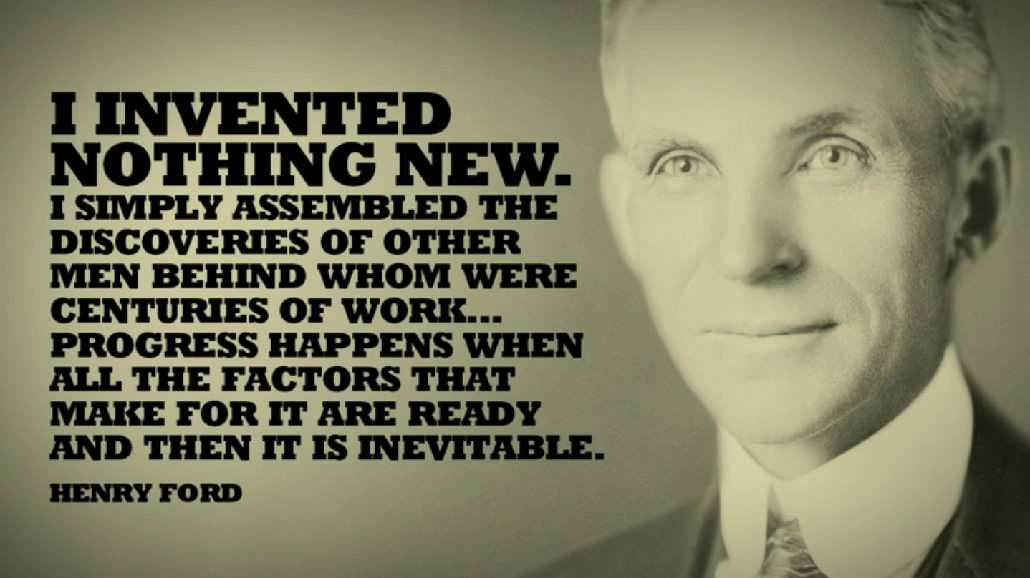 I INVENTED
NOTHING NEW.
I SIMPLY ASSEMBLED THE
DISCOVERIES OF OTHER
MEN BEHIND WHOM WERE
CENTURIES OF WORK...
PROGRESS HAPPENS WHEN
ALL THE FACTORS THAT
MAKE FOR IT ARE READY
AND THEN IT IS INEVITABLE.
HENRY FORD